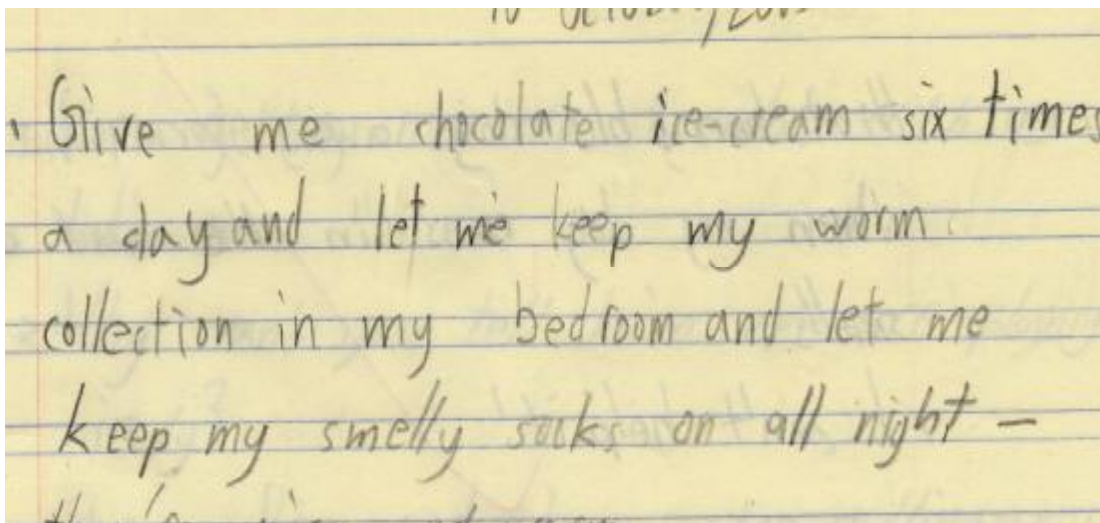 Give me chocolate ice-cream six times
a day and let me keep my worm
collection in my bedroom and let me
keep my smelly socks on all night –